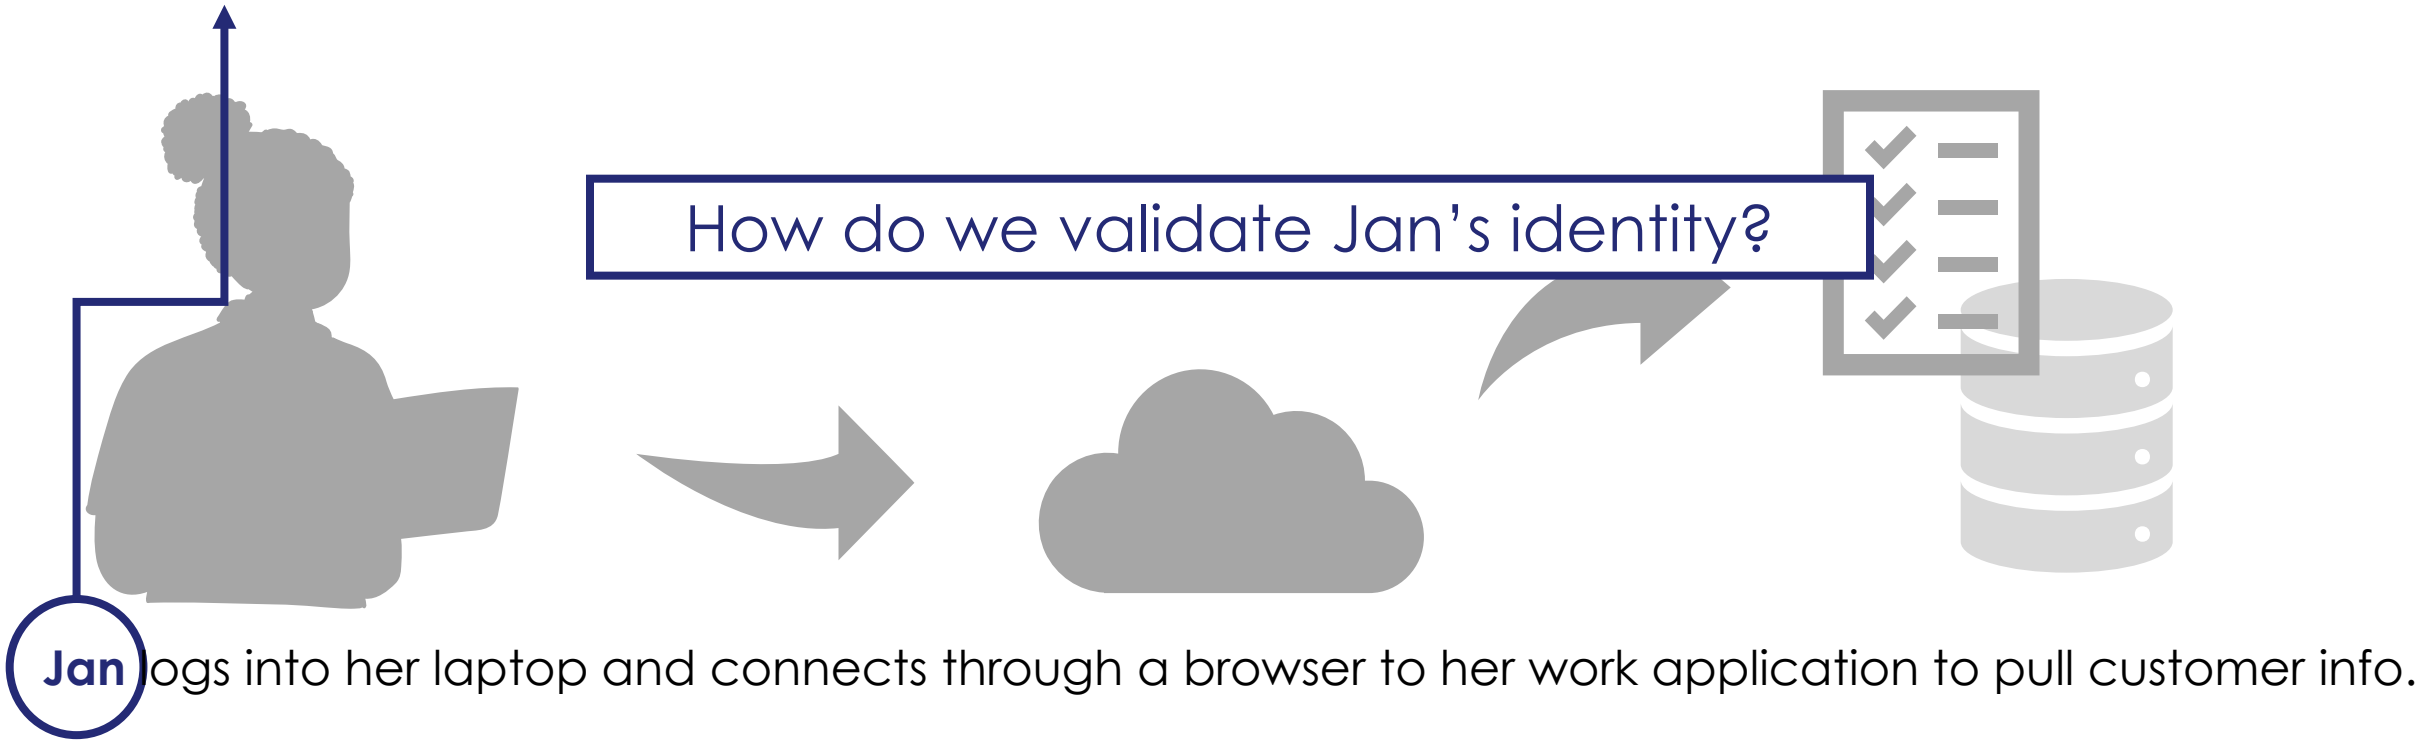 How do we validate Jan’s identity?
Jan logs into her laptop and connects through a browser to her work application to pull customer info.